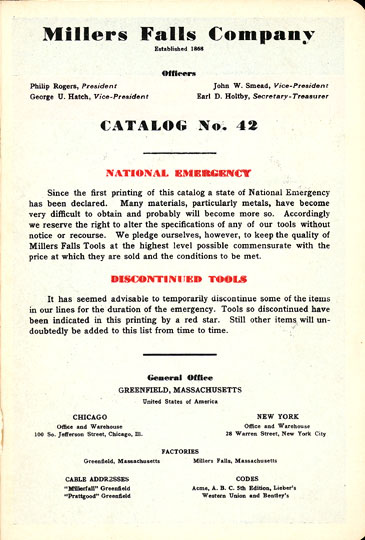 Millers Falls Company
Established 1868
Officers
Philip Rogers, President John W. Smead, Vice-President
George U. Hatch, Vice-President Earl D. Holtby, Secretary-Treasurer
CATALOG No. 42
NATIONAL EMERGENCY
Since the first printing of this catalog a state of National Emergency
has been declared. Many materials, particularly metals, have become
very difficult to obtain and probably will become more so. Accordingly
we reserve the right to alter the specifications of any of our tools without
notice or recourse. We pledge ourselves, however, to keep the quality of
Millers Falls Tools at the highest level possible commensurate with the
price at which they are sold and the conditions to be met.
DISCONTINUED TOOLS
It has seemed advisable to temporarily discontinue some of the items
in our lines for the duration of the emergency. Tools so discontinued have
been indicated in this printing by a red star. Still other items will un-
doubtedly be added to this list from time to time.
General Office
GREENFIELD, MASSACHUSETTS
United States of America
CHICAGO NEW YORK
Office and Warehouse Office and Warehouse
100 So. Jefferson Street, Chicago, Ill. 28 Warren Street, New York City
FACTORIES
Greenfield, Massachusetts Millers Falls, Massachusetts
CABLE ADDRESSES CODES
"Millerfall" Greenfield Acme, A. B. C. 5th Edition, Lieber's
"Prattgood" Greenfield Western Union and Bentley's